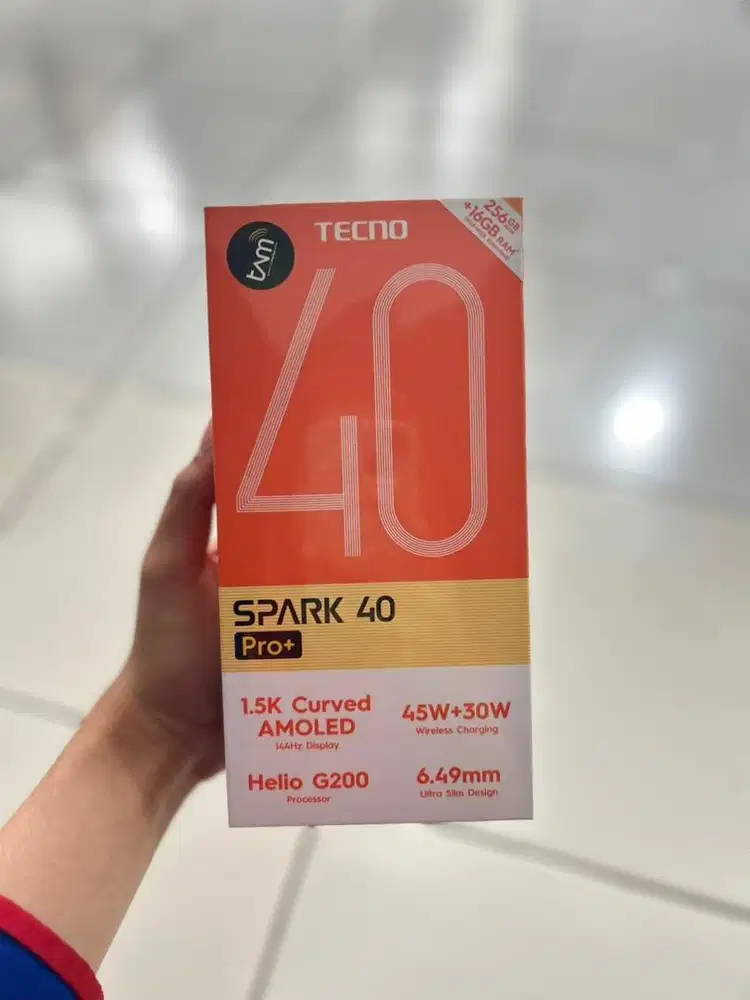 TECNO
tam
256GB
+16GB RAM*
40
SPARK 40
Pro+
1.5K Curved
AMOLED
144Hz Display
45W+30W
Wireless Charging
Helio G200
Processor
6.49mm
Ultra Slim Design